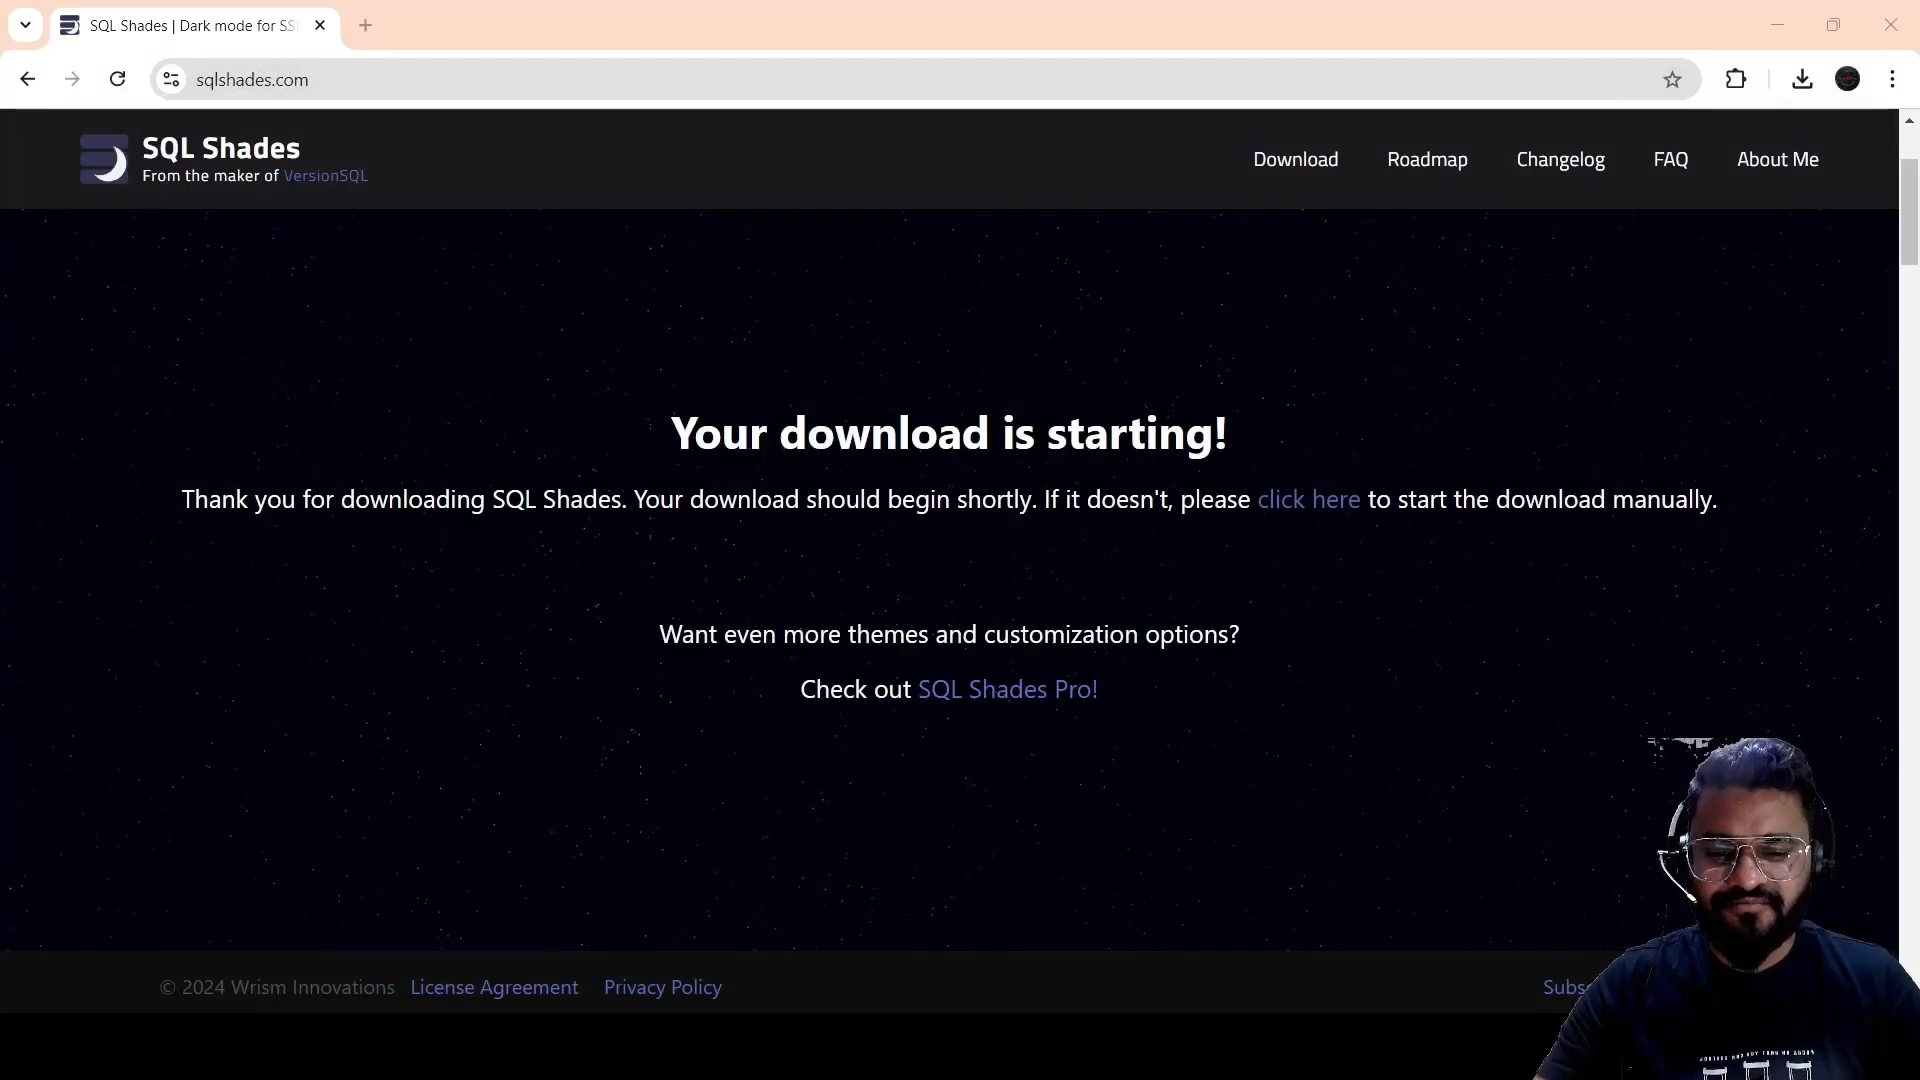 SQL Shades | Dark mode for SS
sqlshades.com
SQL Shades
From the maker of VersionSQL
Download
Roadmap
Changelog
FAQ
About Me
Your download is starting!
Thank you for downloading SQL Shades. Your download should begin shortly. If it doesn't, please click here to start the download manually.
Want even more themes and customization options?
Check out SQL Shades Pro!
© 2024 Wrism Innovations License Agreement Privacy Policy
Subs